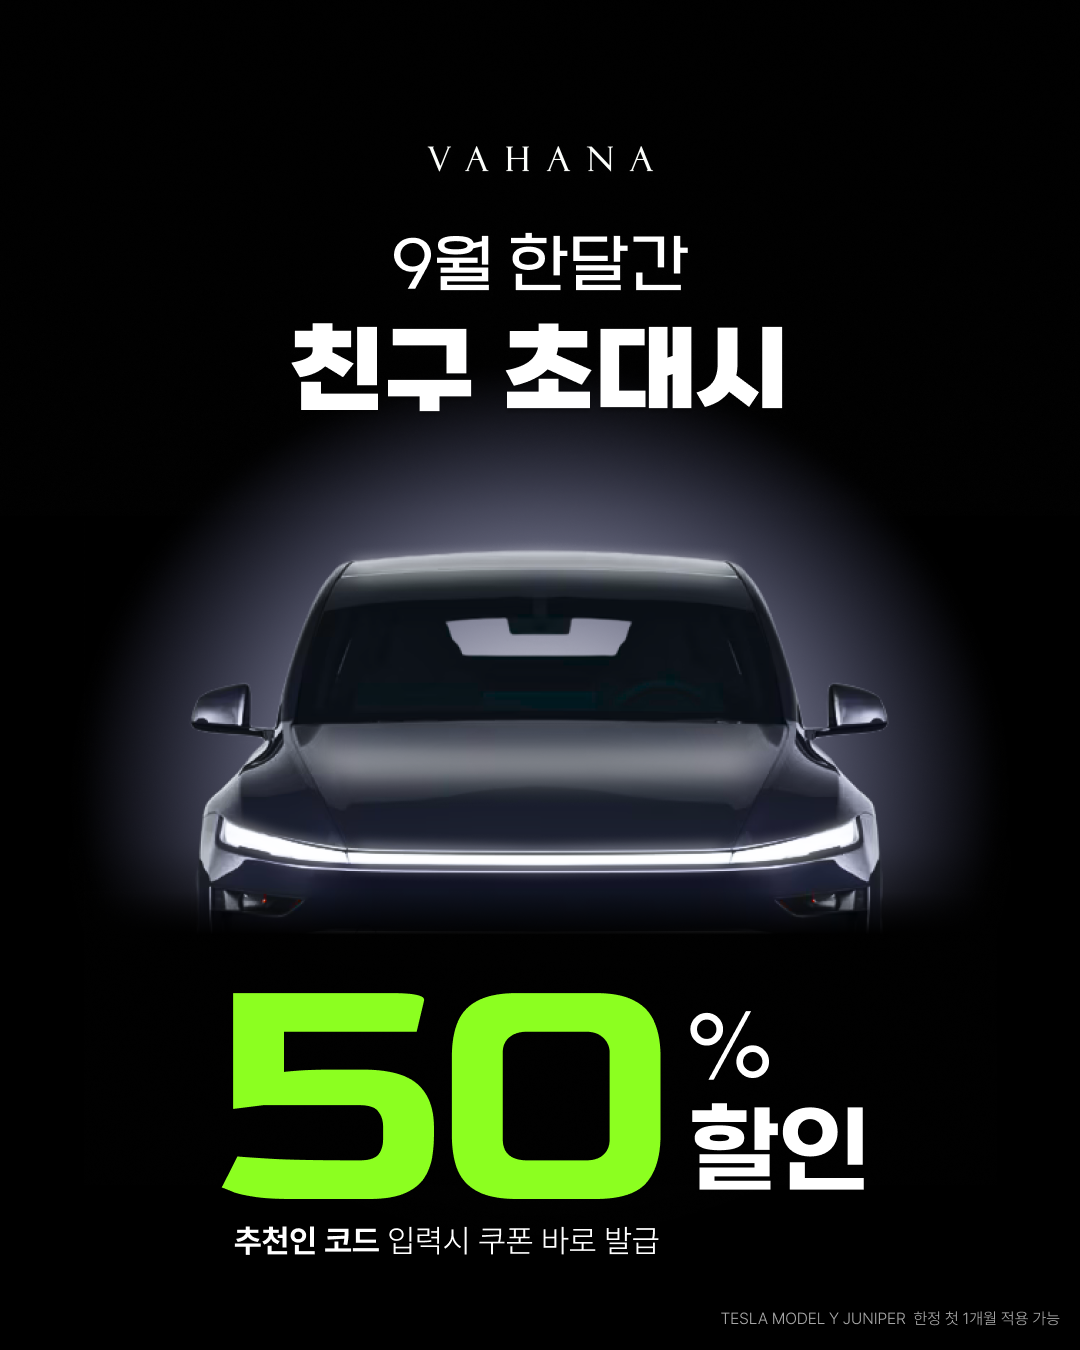 VAHANA
9월 한달간
친구 초대시
50%
할인
추천인 코드 입력시 쿠폰 바로 발급
TESLA MODEL Y JUNIPER 한정 첫 1개월 적용 가능